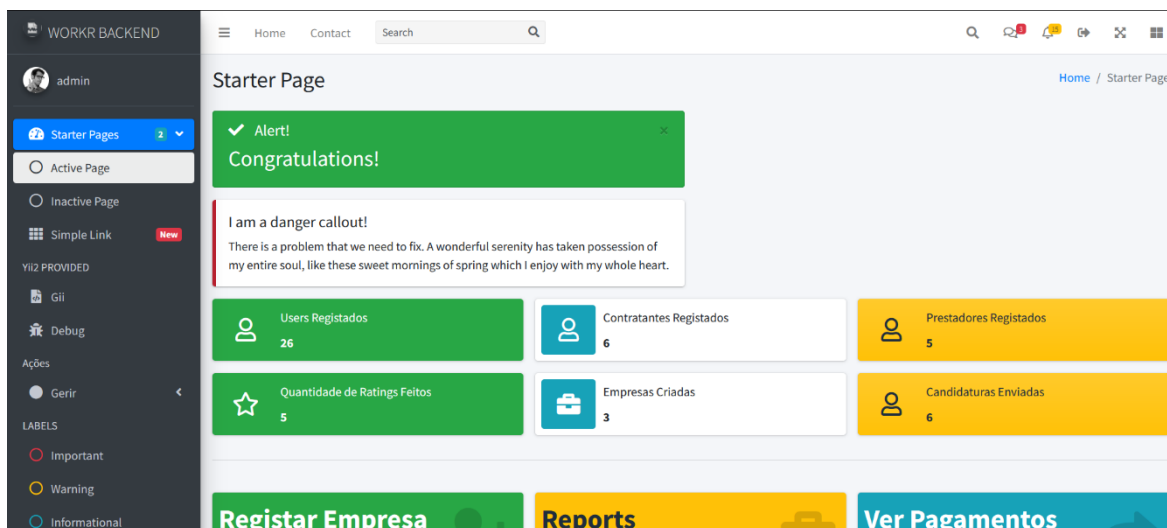 WORKR BACKEND
Home
Contact
Search
3
15
admin
Starter Page
Home / Starter Page
Starter Pages
2
Active Page
Inactive Page
Simple Link
New
Yii2 PROVIDED
Gii
Debug
Ações
Gerir
LABELS
Important
Warning
Informational
Alert!
×
Congratulations!
I am a danger callout!
There is a problem that we need to fix. A wonderful serenity has taken possession of
my entire soul, like these sweet mornings of spring which I enjoy with my whole heart.
Users Registados
26
Contratantes Registados
6
Prestadores Registados
5
Quantidade de Ratings Feitos
5
Empresas Criadas
3
Candidaturas Enviadas
6
Registar Empresa
Reports
Ver Pagamentos